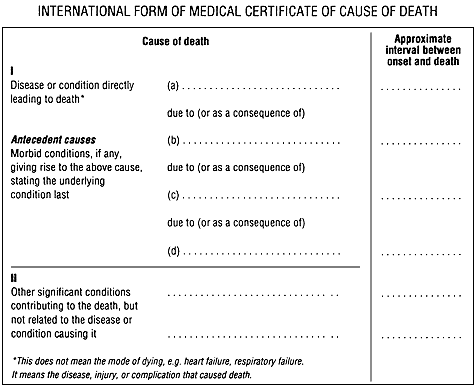 INTERNATIONAL FORM OF MEDICAL CERTIFICATE OF CAUSE OF DEATH
Cause of death
Approximate
interval between
onset and death
I
Disease or condition directly
leading to death*
(a) . . . . . . . . . . . . . . . . . . . . . . . . . . . .
. . . . . . . . . . . . . .
due to (or as a consequence of)
Antecedent causes
Morbid conditions, if any,
giving rise to the above cause,
stating the underlying
condition last
(b) . . . . . . . . . . . . . . . . . . . . . . . . . . . .
. . . . . . . . . . . . . .
due to (or as a consequence of)
(c) . . . . . . . . . . . . . . . . . . . . . . . . . . . .
. . . . . . . . . . . . . .
due to (or as a consequence of)
(d) . . . . . . . . . . . . . . . . . . . . . . . . . . . .
. . . . . . . . . . . . . .
II
Other significant conditions
contributing to the death, but
not related to the disease or
condition causing it
. . . . . . . . . . . . . . . . . . . . . . . . . . . . . .
. . . . . . . . . . . . . .
. . . . . . . . . . . . . . . . . . . . . . . . . . . . . .
. . . . . . . . . . . . . .
*This does not mean the mode of dying, e.g. heart failure, respiratory failure.
It means the disease, injury, or complication that caused death.